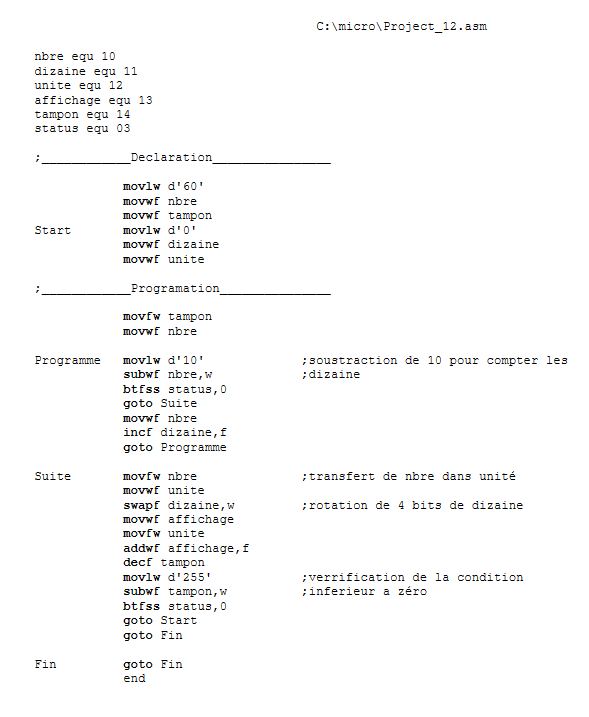 C:\micro\Project_12.asm
nbre equ 10
dizaine equ 11
unite equ 12
affichage equ 13
tampon equ 14
status equ 03
;____________Declaration________________
movlw d'60'
movwf nbre
movwf tampon
Start movlw d'0'
movwf dizaine
movwf unite
;____________Programation_______________
movfw tampon
movwf nbre
Programme movlw d'10' ;soustraction de 10 pour compter les
subwf nbre,w ;dizaine
btfss status,0
goto Suite
movwf nbre
incf dizaine,f
goto Programme
Suite movfw nbre ;transfert de nbre dans unité
movwf unite
swapf dizaine,w ;rotation de 4 bits de dizaine
movwf affichage
movfw unite
addwf affichage,f
decf tampon
movlw d'255' ;verrification de la condition
subwf tampon,w ;inferieur a zéro
btfss status,0
goto Start
goto Fin
Fin goto Fin
end